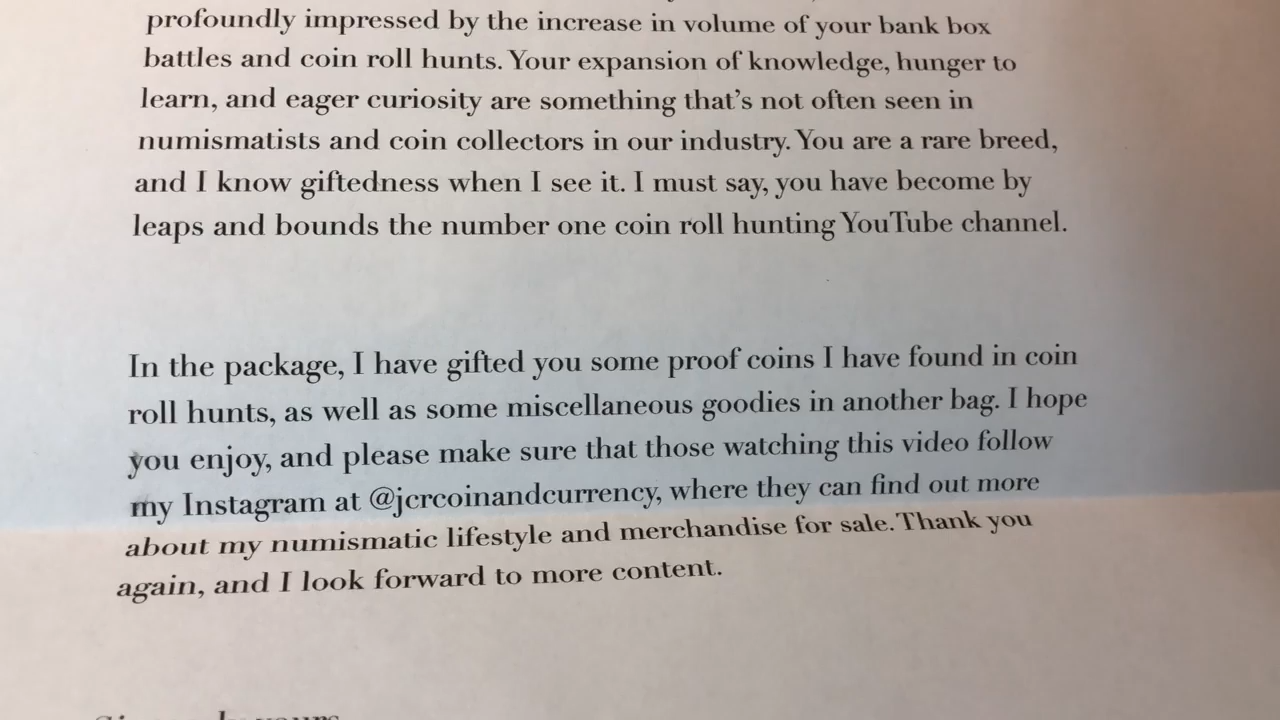 profoundly impressed by the increase in volume of your bank box
battles and coin roll hunts. Your expansion of knowledge, hunger to
learn, and eager curiosity are something that's not often seen in
numismatists and coin collectors in our industry. You are a rare breed,
and I know giftedness when I see it. I must say, you have become by
leaps and bounds the number one coin roll hunting YouTube channel.
In the package, I have gifted you some proof coins I have found in coin
roll hunts, as well as some miscellaneous goodies in another bag. I hope
you enjoy, and please make sure that those watching this video follow
my Instagram at @jcrcoinandcurrency, where they can find out more
about my numismatic lifestyle and merchandise for sale. Thank you
again, and I look forward to more content.